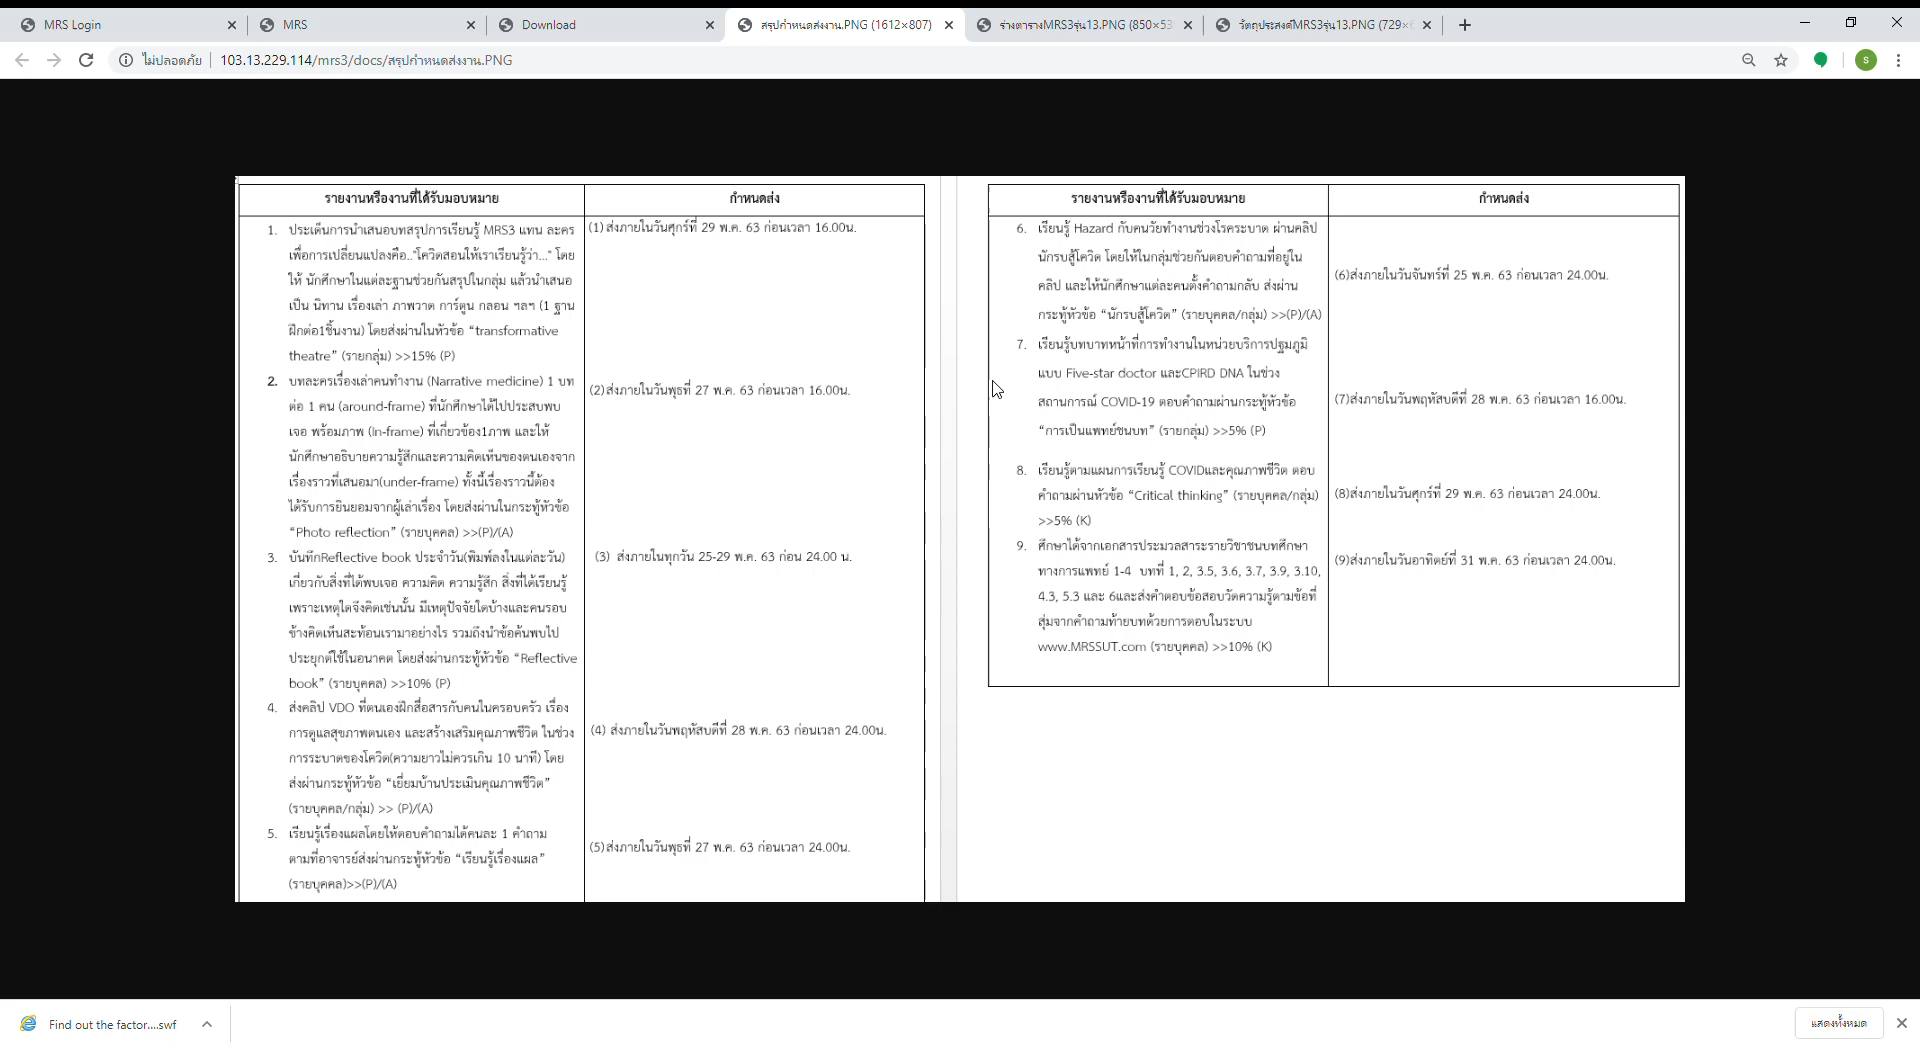 MRS Login
MRS
Download
สรุปกำหนดส่งงาน.PNG (1612×807)
ร่างตารางMRS3รุ่น13.PNG (850×53
วัตถุประสงค์MRS3รุ่น13.PNG (729×6
ไม่ปลอดภัย
103.13.229.114/mrs3/docs/สรุปกำหนดส่งงาน.PNG
s
รายงานหรืองานที่ได้รับมอบหมาย
กำหนดส่ง
1. ประเด็นการนำเสนอบทสรุปการเรียนรู้ MRS3 แทน ละคร
เพื่อการเปลี่ยนแปลงคือ.."โควิดสอนให้เราเรียนรู้ว่า..." โดย
ให้ นักศึกษาในแต่ละฐานช่วยกันสรุปในกลุ่ม แล้วนำเสนอ
เป็น นิทาน เรื่องเล่า ภาพวาด การ์ตูน กลอน ฯลฯ (1 ฐาน
ฝึกต่อ1ชิ้นงาน) โดยส่งผ่านในหัวข้อ “transformative
theatre” (รายกลุ่ม) >>15% (P)
(1)ส่งภายในวันศุกร์ที่ 29 พ.ค. 63 ก่อนเวลา 16.00น.
2. บทละครเรื่องเล่าคนทำงาน (Narrative medicine) 1 บท
ต่อ 1 คน (around-frame) ที่นักศึกษาได้ไปประสบพบ
เจอ พร้อมภาพ (In-frame) ที่เกี่ยวข้อง1ภาพ และให้
นักศึกษาอธิบายความรู้สึกและความคิดเห็นของตนเองจาก
เรื่องราวที่เสนอมา(under-frame) ทั้งนี้เรื่องราวนี้ต้อง
ได้รับการยินยอมจากผู้เล่าเรื่อง โดยส่งผ่านในกระทู้หัวข้อ
“Photo reflection” (รายบุคคล) >>(P)/(A)
(2)ส่งภายในวันพุธที่ 27 พ.ค. 63 ก่อนเวลา 16.00น.
3. บันทึกReflective book ประจำวัน(พิมพ์ลงในแต่ละวัน)
เกี่ยวกับสิ่งที่ได้พบเจอ ความคิด ความรู้สึก สิ่งที่ได้เรียนรู้
เพราะเหตุใดจึงคิดเช่นนั้น มีเหตุปัจจัยใดบ้างและคนรอบ
ข้างคิดเห็นสะท้อนเรามาอย่างไร รวมถึงนำข้อค้นพบไป
ประยุกต์ใช้ในอนาคต โดยส่งผ่านกระทู้หัวข้อ “Reflective
book” (รายบุคคล) >>10% (P)
(3) ส่งภายในทุกวัน 25-29 พ.ค. 63 ก่อน 24.00 น.
4. ส่งคลิป VDO ที่ตนเองฝึกสื่อสารกับคนในครอบครัว เรื่อง
การดูแลสุขภาพตนเอง และสร้างเสริมคุณภาพชีวิต ในช่วง
การระบาดของโควิด(ความยาวไม่ควรเกิน 10 นาที) โดย
ส่งผ่านกระทู้หัวข้อ “เยี่ยมบ้านประเมินคุณภาพชีวิต”
(รายบุคคล/กลุ่ม) >> (P)/(A)
(4) ส่งภายในวันพฤหัสบดีที่ 28 พ.ค. 63 ก่อนเวลา 24.00น.
5. เรียนรู้เรื่องแผลโดยให้ตอบคำถามได้คนละ 1 คำถาม
ตามที่อาจารย์ส่งผ่านกระทู้หัวข้อ “เรียนรู้เรื่องแผล”
(รายบุคคล)>>(P)/(A)
(5)ส่งภายในวันพุธที่ 27 พ.ค. 63 ก่อนเวลา 24.00น.
รายงานหรืองานที่ได้รับมอบหมาย
กำหนดส่ง
6. เรียนรู้ Hazard กับคนวัยทำงานช่วงโรคระบาด ผ่านคลิป
นักรบสู้โควิด โดยให้ในกลุ่มช่วยกันตอบคำถามที่อยู่ใน
คลิป และให้นักศึกษาแต่ละคนตั้งคำถามกลับ ส่งผ่าน
กระทู้หัวข้อ “นักรบสู้โควิด” (รายบุคคล/กลุ่ม) >>(P)/(A)
(6)ส่งภายในวันจันทร์ที่ 25 พ.ค. 63 ก่อนเวลา 24.00น.
7. เรียนรู้บทบาทหน้าที่การทำงานในหน่วยบริการปฐมภูมิ
แบบ Five-star doctor และCPIRD DNA ในช่วง
สถานการณ์ COVID-19 ตอบคำถามผ่านกระทู้หัวข้อ
“การเป็นแพทย์ชนบท” (รายกลุ่ม) >>5% (P)
(7)ส่งภายในวันพฤหัสบดีที่ 28 พ.ค. 63 ก่อนเวลา 16.00น.
8. เรียนรู้ตามแผนการเรียนรู้ COVIDและคุณภาพชีวิต ตอบ
คำถามผ่านหัวข้อ “Critical thinking” (รายบุคคล/กลุ่ม)
>>5% (K)
(8)ส่งภายในวันศุกร์ที่ 29 พ.ค. 63 ก่อนเวลา 24.00น.
9. ศึกษาได้จากเอกสารประมวลสาระรายวิชาชนบทศึกษา
ทางการแพทย์ 1-4 บทที่ 1, 2, 3.5, 3.6, 3.7, 3.9, 3.10,
4.3, 5.3 และ 6และส่งคำตอบข้อสอบวัดความรู้ตามข้อที่
สุ่มจากคำถามท้ายบทด้วยการตอบในระบบ
www.MRSSUT.com (รายบุคคล) >>10% (K)
(9)ส่งภายในวันอาทิตย์ที่ 31 พ.ค. 63 ก่อนเวลา 24.00น.
Find out the factor....swf
แสดงทั้งหมด